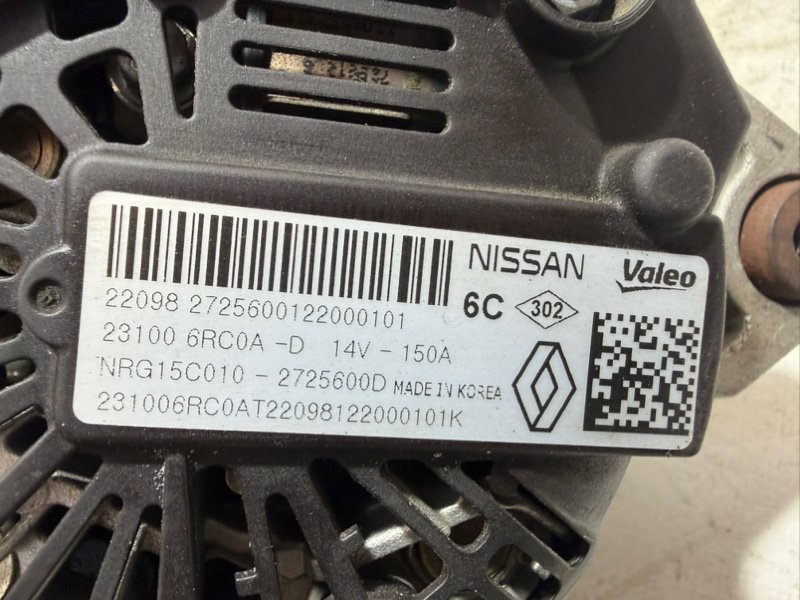 NISSAN Valeo
22098 2725600122000101 6C 302
23100 6RC0A -D 14V - 150A
NRG15C010 - 2725600D MADE IN KOREA
231006RC0AT22098122000101K